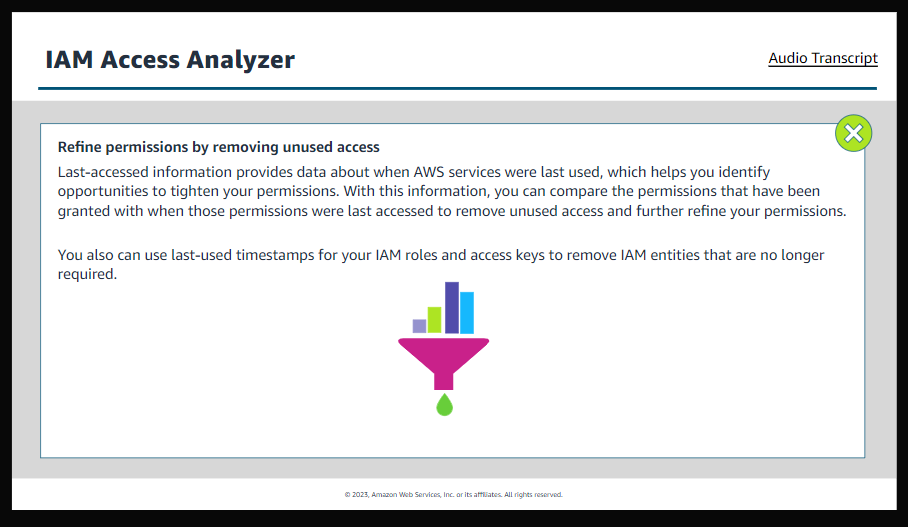 IAM Access Analyzer
Audio Transcript
Refine permissions by removing unused access
Last-accessed information provides data about when AWS services were last used, which helps you identify
opportunities to tighten your permissions. With this information, you can compare the permissions that have been
granted with when those permissions were last accessed to remove unused access and further refine your permissions.
You also can use last-used timestamps for your IAM roles and access keys to remove IAM entities that are no longer
required.
© 2023, Amazon Web Services, Inc. or its affiliates. All rights reserved.